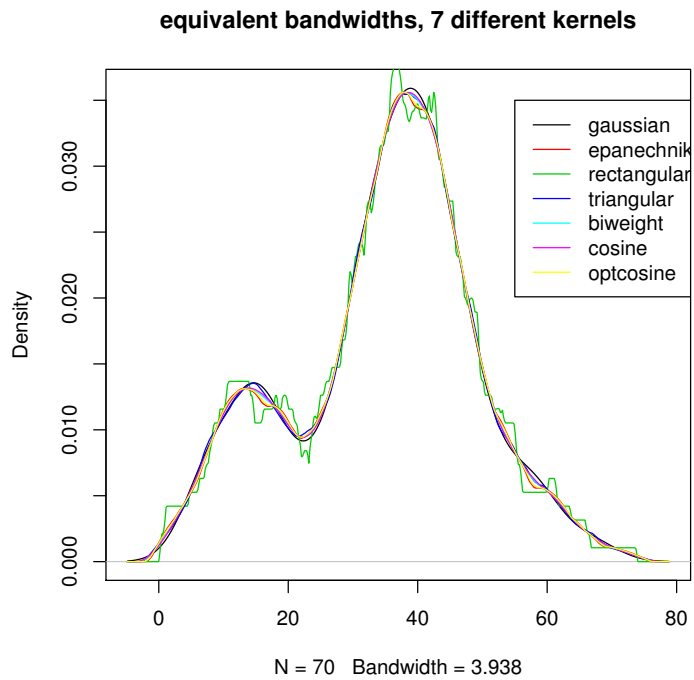 equivalent bandwidths, 7 different kernels
Density
0.000
0.010
0.020
0.030
gaussian
epanechnik
rectangular
triangular
biweight
cosine
optcosine
0
20
40
60
80
N = 70 Bandwidth = 3.938